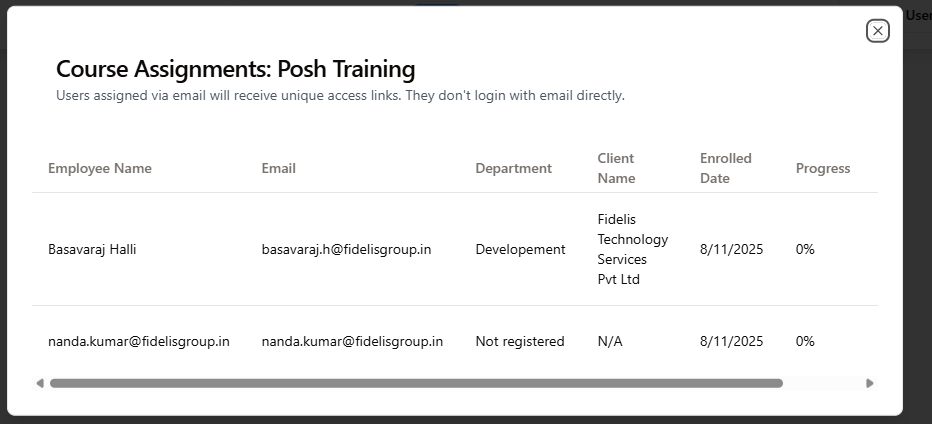 User
Course Assignments: Posh Training
Users assigned via email will receive unique access links. They don't login with email directly.
Employee Name Email Department Client Name Enrolled Date Progress
Basavaraj Halli basavaraj.h@fidelisgroup.in Developement Fidelis Technology Services Pvt Ltd 8/11/2025 0%
nanda.kumar@fidelisgroup.in nanda.kumar@fidelisgroup.in Not registered N/A 8/11/2025 0%